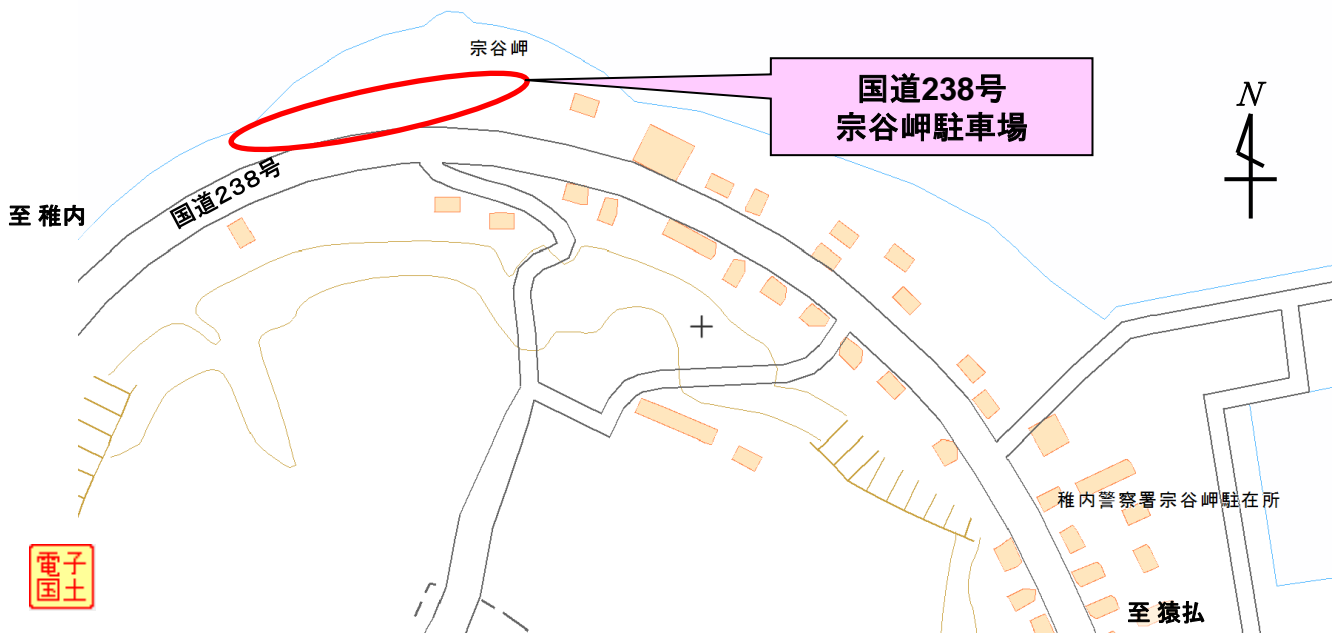 宗谷岬
国道238号
宗谷岬駐車場
N
国道238号
至 稚内
稚内警察署宗谷岬駐在所
電子
国土
至 猿払